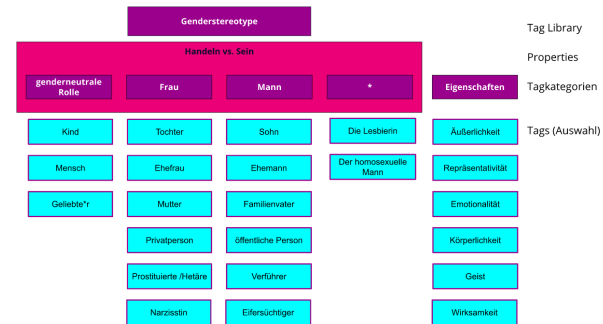 Genderstereotype
Tag Library
Handeln vs. Sein
Properties
genderneutrale
Rolle
Frau
Mann
*
Eigenschaften
Tagkategorien
Kind
Tochter
Sohn
Die Lesbierin
Äußerlichkeit
Tags (Auswahl)
Mensch
Ehefrau
Ehemann
Der homosexuelle
Mann
Repräsentativität
Geliebte*r
Mutter
Familienvater
Emotionalität
Privatperson
öffentliche Person
Körperlichkeit
Prostituierte /Hetäre
Verführer
Geist
Narzisstin
Eifersüchtiger
Wirksamkeit